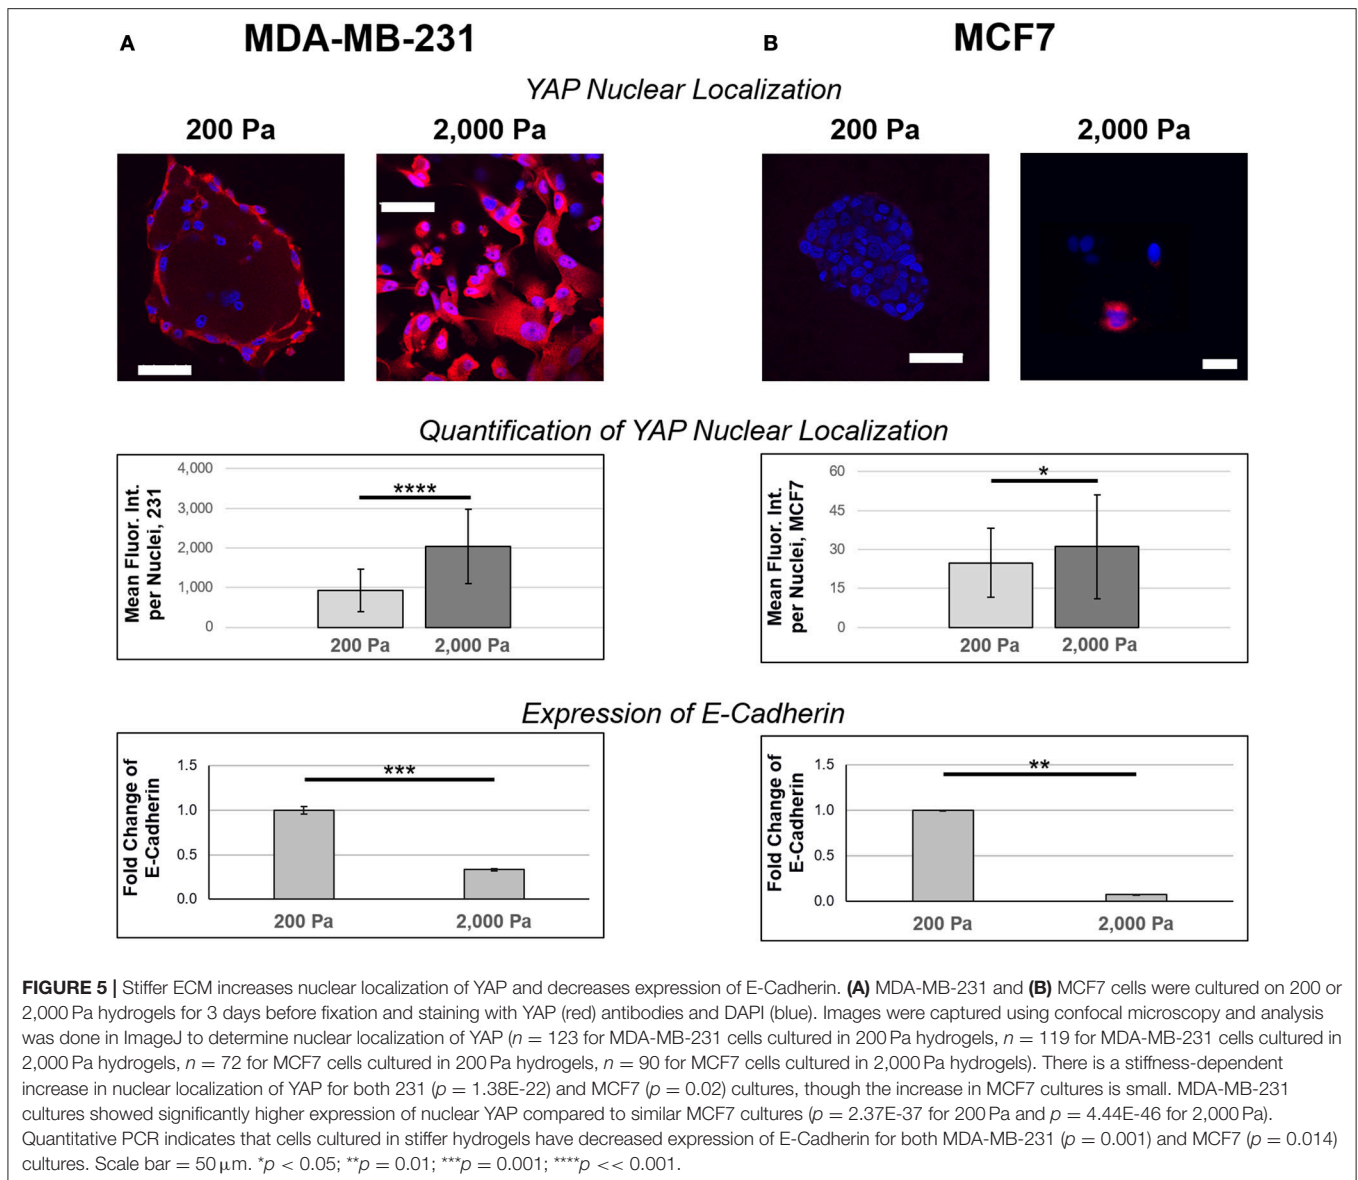 A MDA-MB-231 B MCF7
YAP Nuclear Localization
200 Pa 2,000 Pa 200 Pa 2,000 Pa
Quantification of YAP Nuclear Localization
Mean Fluor. Int.
per Nuclei, 231
4,000
3,000
2,000
1,000
0
****
200 Pa 2,000 Pa
Mean Fluor. Int.
per Nuclei, MCF7
60
45
30
15
0
*
200 Pa 2,000 Pa
Expression of E-Cadherin
Fold Change of
E-Cadherin
1.5
1.0
0.5
0.0
***
200 Pa 2,000 Pa
Fold Change of
E-Cadherin
1.5
1.0
0.5
0.0
**
200 Pa 2,000 Pa
FIGURE 5 | Stiffer ECM increases nuclear localization of YAP and decreases expression of E-Cadherin. (A) MDA-MB-231 and (B) MCF7 cells were cultured on 200 or
2,000 Pa hydrogels for 3 days before fixation and staining with YAP (red) antibodies and DAPI (blue). Images were captured using confocal microscopy and analysis
was done in ImageJ to determine nuclear localization of YAP (n = 123 for MDA-MB-231 cells cultured in 200 Pa hydrogels, n = 119 for MDA-MB-231 cells cultured in
2,000 Pa hydrogels, n = 72 for MCF7 cells cultured in 200 Pa hydrogels, n = 90 for MCF7 cells cultured in 2,000 Pa hydrogels). There is a stiffness-dependent
increase in nuclear localization of YAP for both 231 (p = 1.38E-22) and MCF7 (p = 0.02) cultures, though the increase in MCF7 cultures is small. MDA-MB-231
cultures showed significantly higher expression of nuclear YAP compared to similar MCF7 cultures (p = 2.37E-37 for 200 Pa and p = 4.44E-46 for 2,000 Pa).
Quantitative PCR indicates that cells cultured in stiffer hydrogels have decreased expression of E-Cadherin for both MDA-MB-231 (p = 0.001) and MCF7 (p = 0.014)
cultures. Scale bar = 50 μm. *p < 0.05; **p = 0.01; ***p = 0.001; ****p << 0.001.